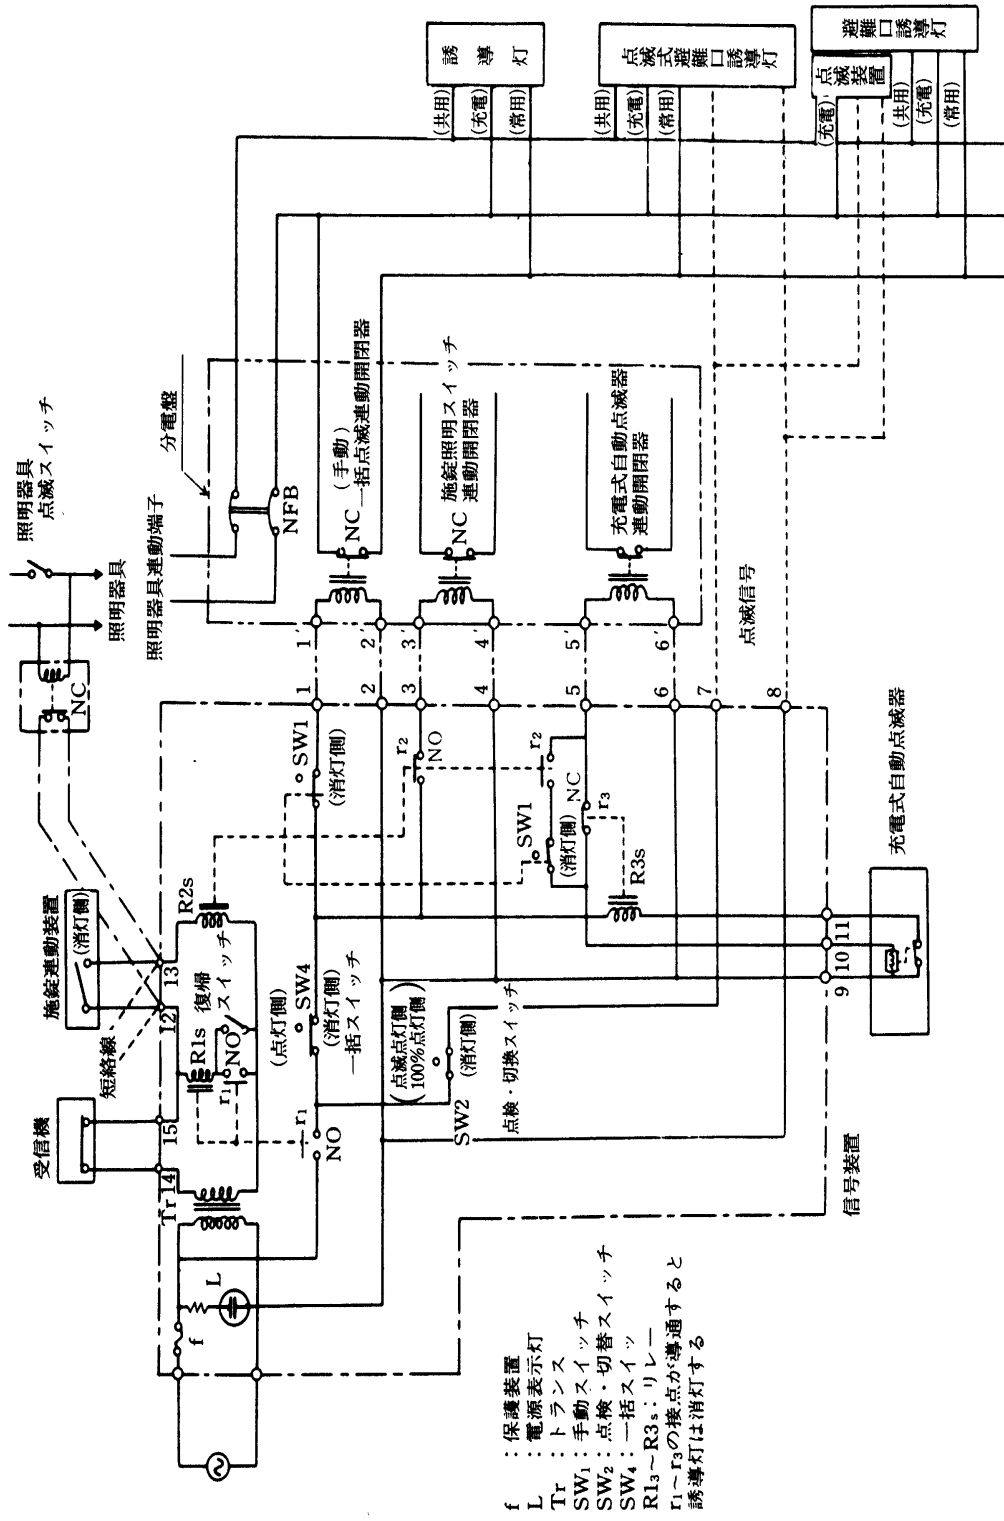 照明器具
点滅スイッチ
照明器具
照明器具連動端子
分電盤
NFB
NC
(手動)
一括点滅連動開閉器
NC
施錠照明スイッチ
連動開閉器
充電式自動点滅器
連動開閉器
誘導灯
(共用)
(充電)
(常用)
点滅式避難口誘導灯
(共用)
(充電)
(常用)
避難口誘導灯
点滅装置
(充電)
(共用)
(充電)
(常用)
1'
2'
3'
4'
5'
6'
点滅信号
1
2
3
4
5
6
7
8
NC
施錠連動装置
(消灯側)
短絡線
受信機
12
13
14
15
Tr
R1s
復帰
スイッチ
r1
NO
R2s
SW1
(消灯側)
r2
NO
r2
SW1
(消灯側)
NC
r3
R3s
(点灯側)
SW4
(消灯側)
一括スイッチ
r1
NO
(点滅点灯側
100%点灯側)
(消灯側)
SW2
点検・切換スイッチ
9
10
11
充電式自動点滅器
信号装置
f
L
f :保護装置
L :電源表示灯
Tr :トランス
SW₁:手動スイッチ
SW₂:点検・切替スイッチ
SW₄:一括スイッ
R1₃~R3s:リレー
r₁~r₃の接点が導通すると
誘導灯は消灯する